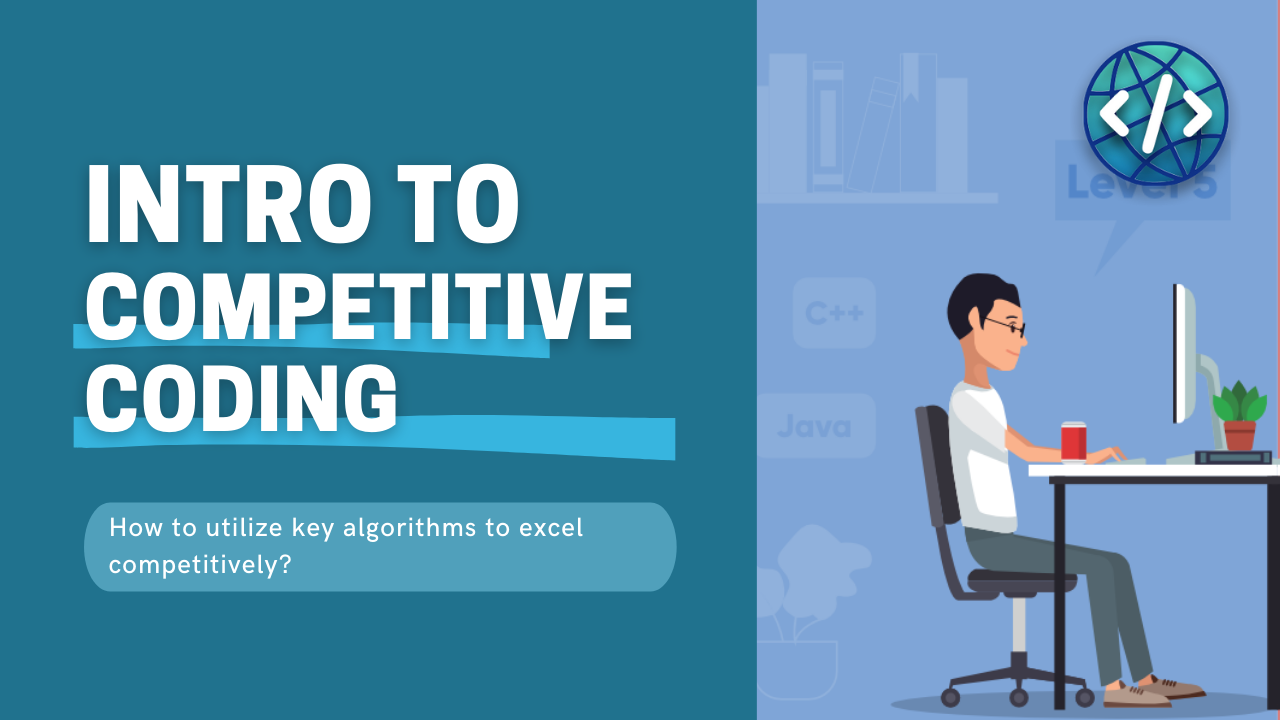 INTRO TO
COMPETITIVE
CODING
How to utilize key algorithms to excel
competitively?
</>
Level 5
C++
Java